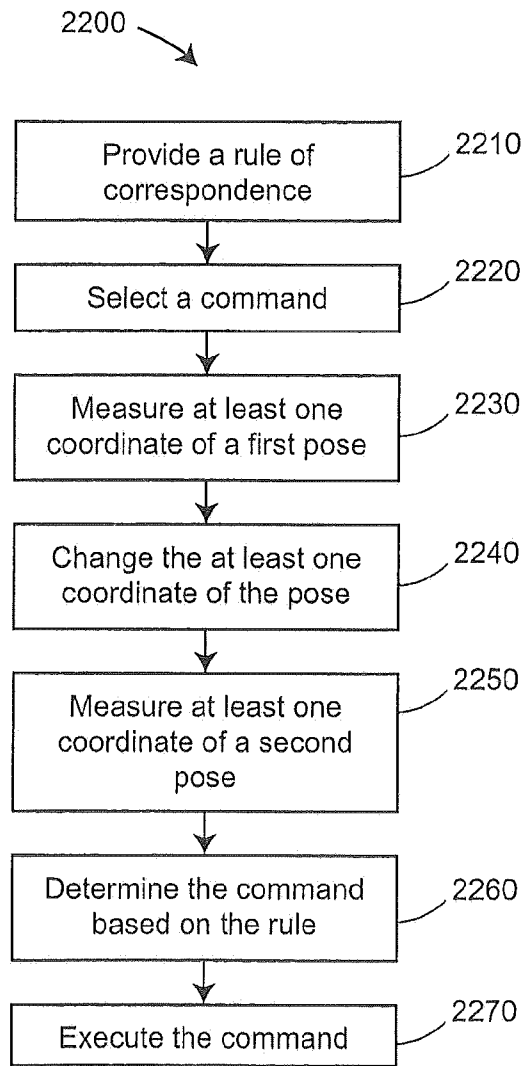 2200
Provide a rule of
correspondence
2210
Select a command
2220
Measure at least one
coordinate of a first pose
2230
Change the at least one
coordinate of the pose
2240
Measure at least one
coordinate of a second
pose
2250
Determine the command
based on the rule
2260
Execute the command
2270